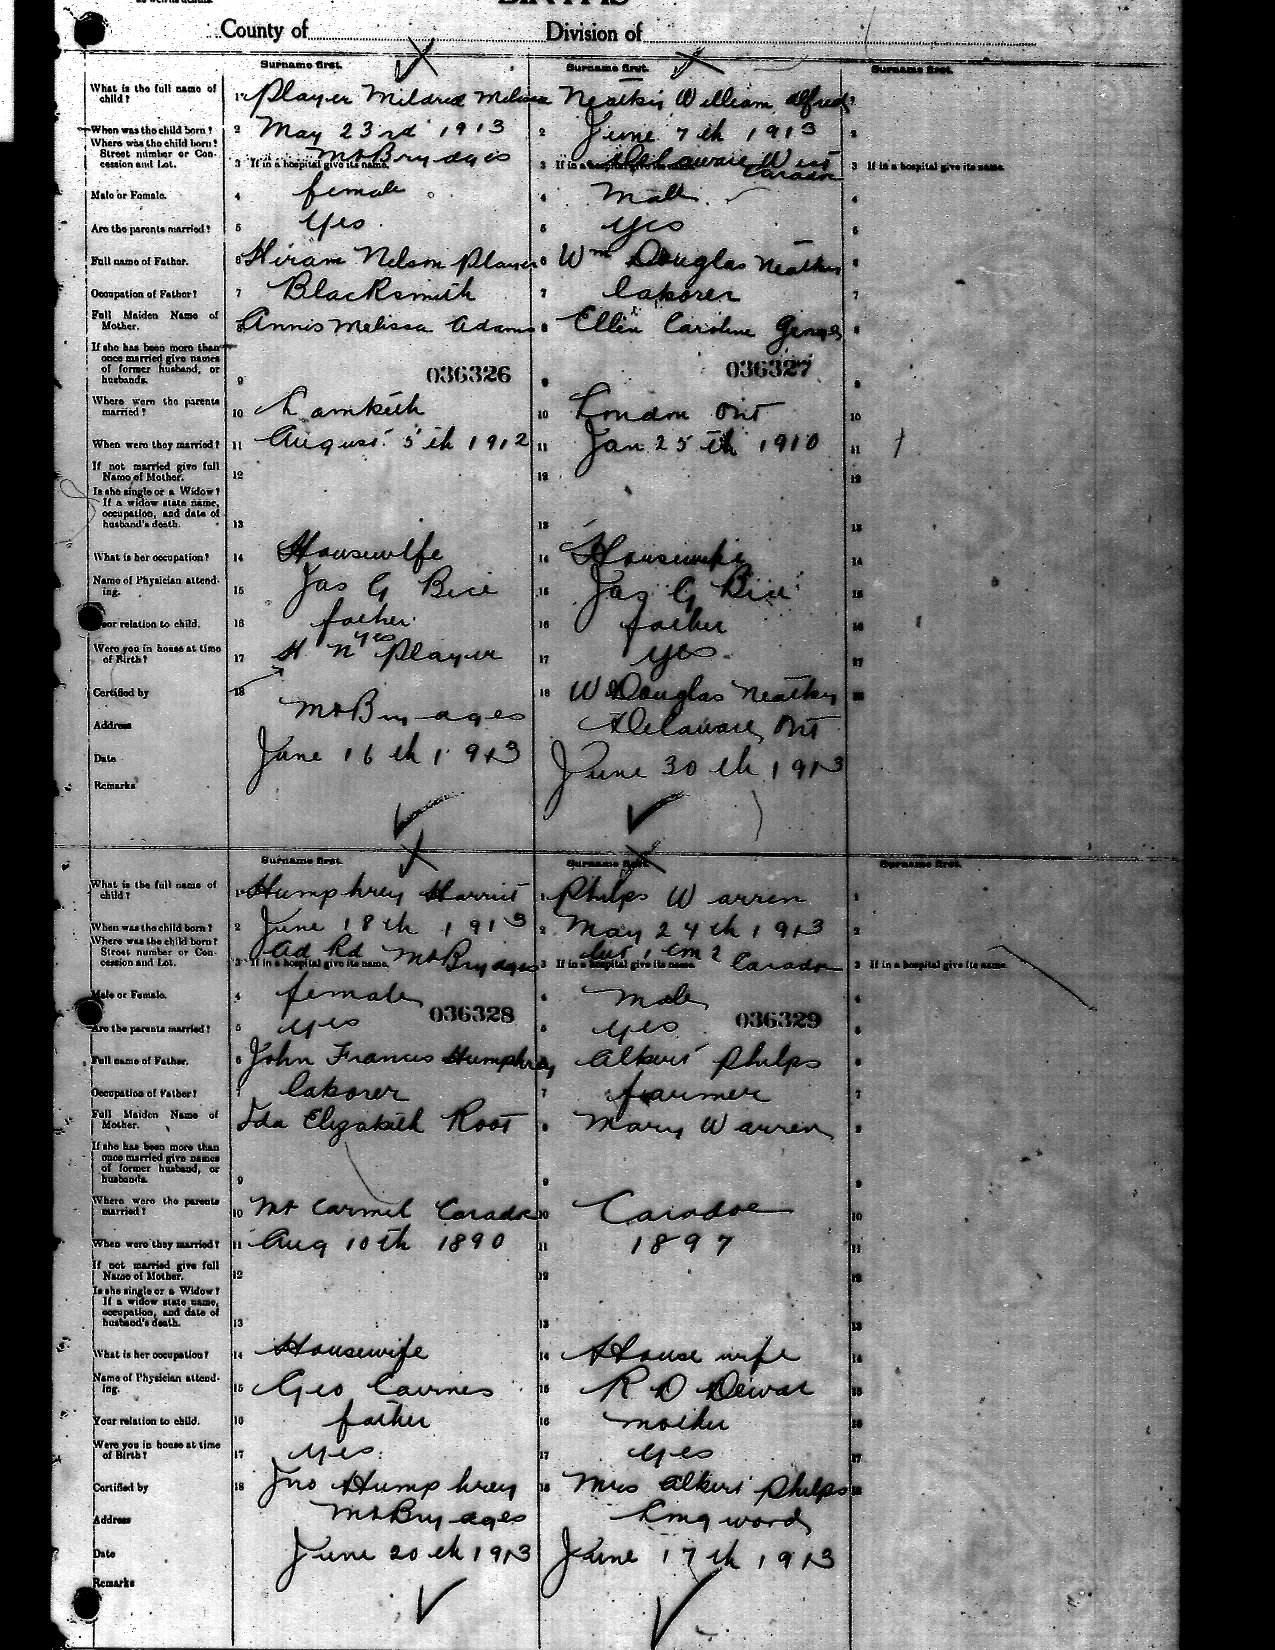 BIRTHS
County of Division of
Surname first. Surname first. Surname first.
What is the full name of child? 1 Player Mildred Melissa Neatkey William Alfred
When was the child born? 2 May 23rd 1913 2 June 7th 1913 2
Where was the child born? Street number or Concession and Lot. 3 If in a hospital give its name. Mt Brydges 3 If in a hospital give its name. Delaware West Caradoc 3 If in a hospital give its name.
Male or Female. 4 female 4 Male 4
Are the parents married? 5 Yes 5 yes 5
Full name of Father. 6 Hiram Nelson Player 6 Wm Douglas Neatkey 6
Occupation of Father? 7 Blacksmith 7 laborer 7
Full Maiden Name of Mother. 8 Annis Melissa Adams 8 Ellen Caroline 8
If she has been more than once married give names of former husband, or husbands. 9 036326 9 036327 9
Where were the parents married? 10 Lambeth 10 London Ont 10
When were they married? 11 August 5th 1912 11 Jan 25th 1910 11
If not married give full Name of Mother. 12 12 12
Is she single or a Widow? If a widow state name, occupation, and date of husband's death. 13 13 13
What is her occupation? 14 Housewife 14 Housewife 14
Name of Physician attending. 15 Jas G Bice 15 Jas G Bice 15
Your relation to child. 16 father 16 father 16
Were you in house at time of Birth? 17 yes 17 yes 17
Certified by 18 H N Player 18 W Douglas Neatkey 18
Address Mt Brydges Delaware Ont
Date June 16th 1913 June 30th 1913
Remarks
Surname first. Surname first. Surname first.
What is the full name of child? 1 Humphrey Harriet 1 Phelps Warren 1
When was the child born? 2 June 18th 1913 2 May 24th 1913 2
Where was the child born? Street number or Concession and Lot. 3 If in a hospital give its name. Ad Rd Mt Brydges 3 If in a hospital give its name. lot 1 con 2 Caradoc 3 If in a hospital give its name.
Male or Female. 4 female 4 male 4
036328 036329
Are the parents married? 5 yes 5 yes 5
Full name of Father. 6 John Francis Humphrey 6 Albert Phelps 6
Occupation of Father? 7 laborer 7 farmer 7
Full Maiden Name of Mother. Ida Elizabeth Root 8 Mary Warren 8
If she has been more than once married give names of former husband, or husbands. 9 9 9
Where were the parents married? 10 Mt Carmel Caradoc 10 Caradoc 10
When were they married? 11 Aug 10th 1890 11 1897 11
If not married give full Name of Mother. 12 12 12
Is she single or a Widow? If a widow state name, occupation, and date of husband's death. 13 13 13
What is her occupation? 14 Housewife 14 House wife 14
Name of Physician attending. 15 Geo Cairnes 15 R D Dewar 15
Your relation to child. 16 father 16 mother 16
Were you in house at time of Birth? 17 yes 17 yes 17
Certified by 18 Jno Humphrey 18 Mrs Albert Phelps 18
Address Mt Brydges Longwood
Date June 20th 1913 June 17th 1913
Remarks